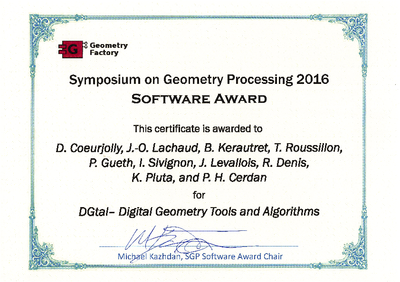 G
Geometry
Factory
Symposium on Geometry Processing 2016
SOFTWARE AWARD
This certificate is awarded to
D. Coeurjolly, J.-O. Lachaud, B. Kerautret, T. Roussillon,
P. Gueth, I. Sivignon, J. Levallois, R. Denis,
K. Pluta, and P. H. Cerdan
for
DGtal– Digital Geometry Tools and Algorithms
Michael Kazhdan, SGP Software Award Chair